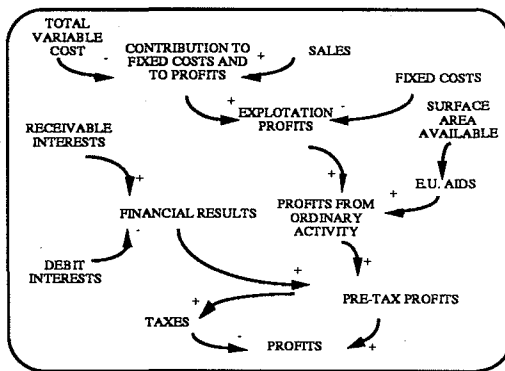 TOTAL
VARIABLE
COST
-
CONTRIBUTION TO
FIXED COSTS AND
TO PROFITS
+
SALES
FIXED COSTS
+
EXPLOTATION
PROFITS
-
SURFACE
AREA
AVAILABLE
RECEIVABLE
INTERESTS
+
+
+
E.U. AIDS
+
FINANCIAL RESULTS
PROFITS FROM
ORDINARY
ACTIVITY
-
DEBIT
INTERESTS
+
+
PRE-TAX PROFITS
+
TAXES
-
PROFITS
+